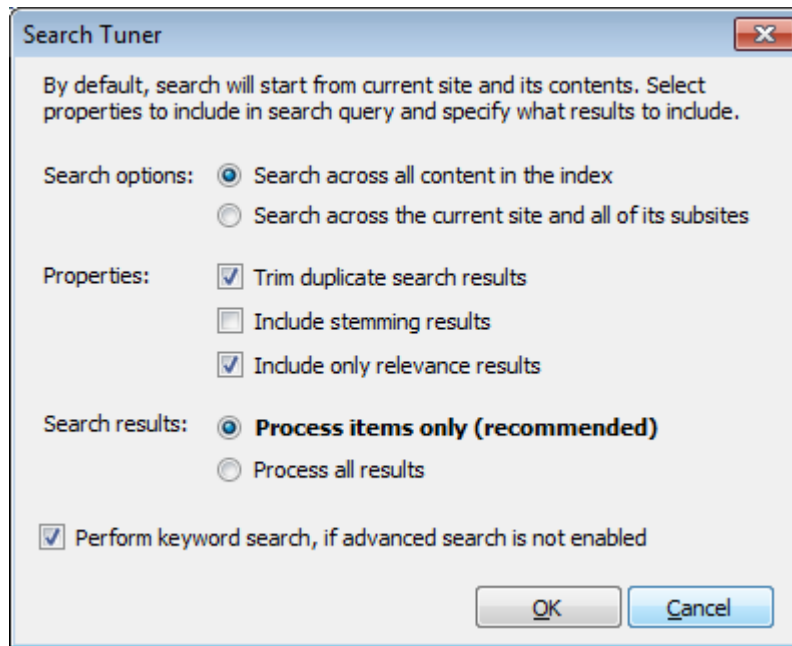 Search Tuner
By default, search will start from current site and its contents. Select
properties to include in search query and specify what results to include.
Search options: Search across all content in the index
Search across the current site and all of its subsites
Properties: Trim duplicate search results
Include stemming results
Include only relevance results
Search results: Process items only (recommended)
Process all results
Perform keyword search, if advanced search is not enabled
OK Cancel